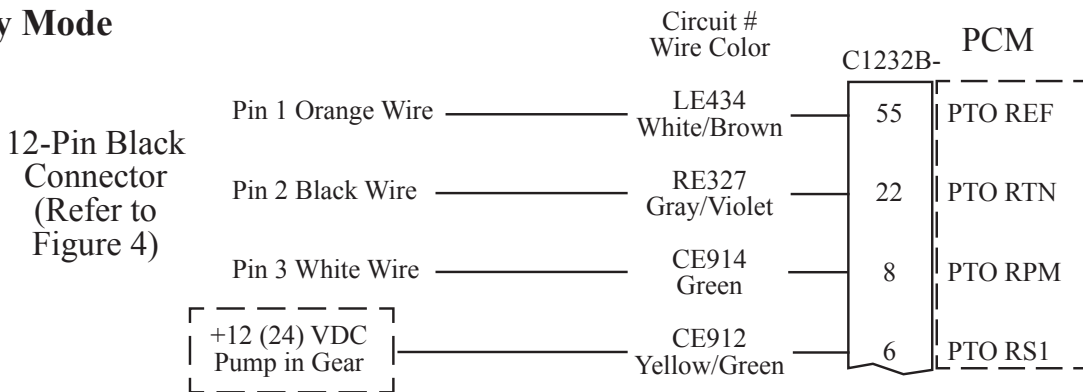 y Mode
Circuit #
Wire Color
PCM
C1232B-
12-Pin Black
Connector
(Refer to
Figure 4)
Pin 1 Orange Wire
LE434
White/Brown
55
PTO REF
Pin 2 Black Wire
RE327
Gray/Violet
22
PTO RTN
Pin 3 White Wire
CE914
Green
8
PTO RPM
+12 (24) VDC
Pump in Gear
CE912
Yellow/Green
6
PTO RS1